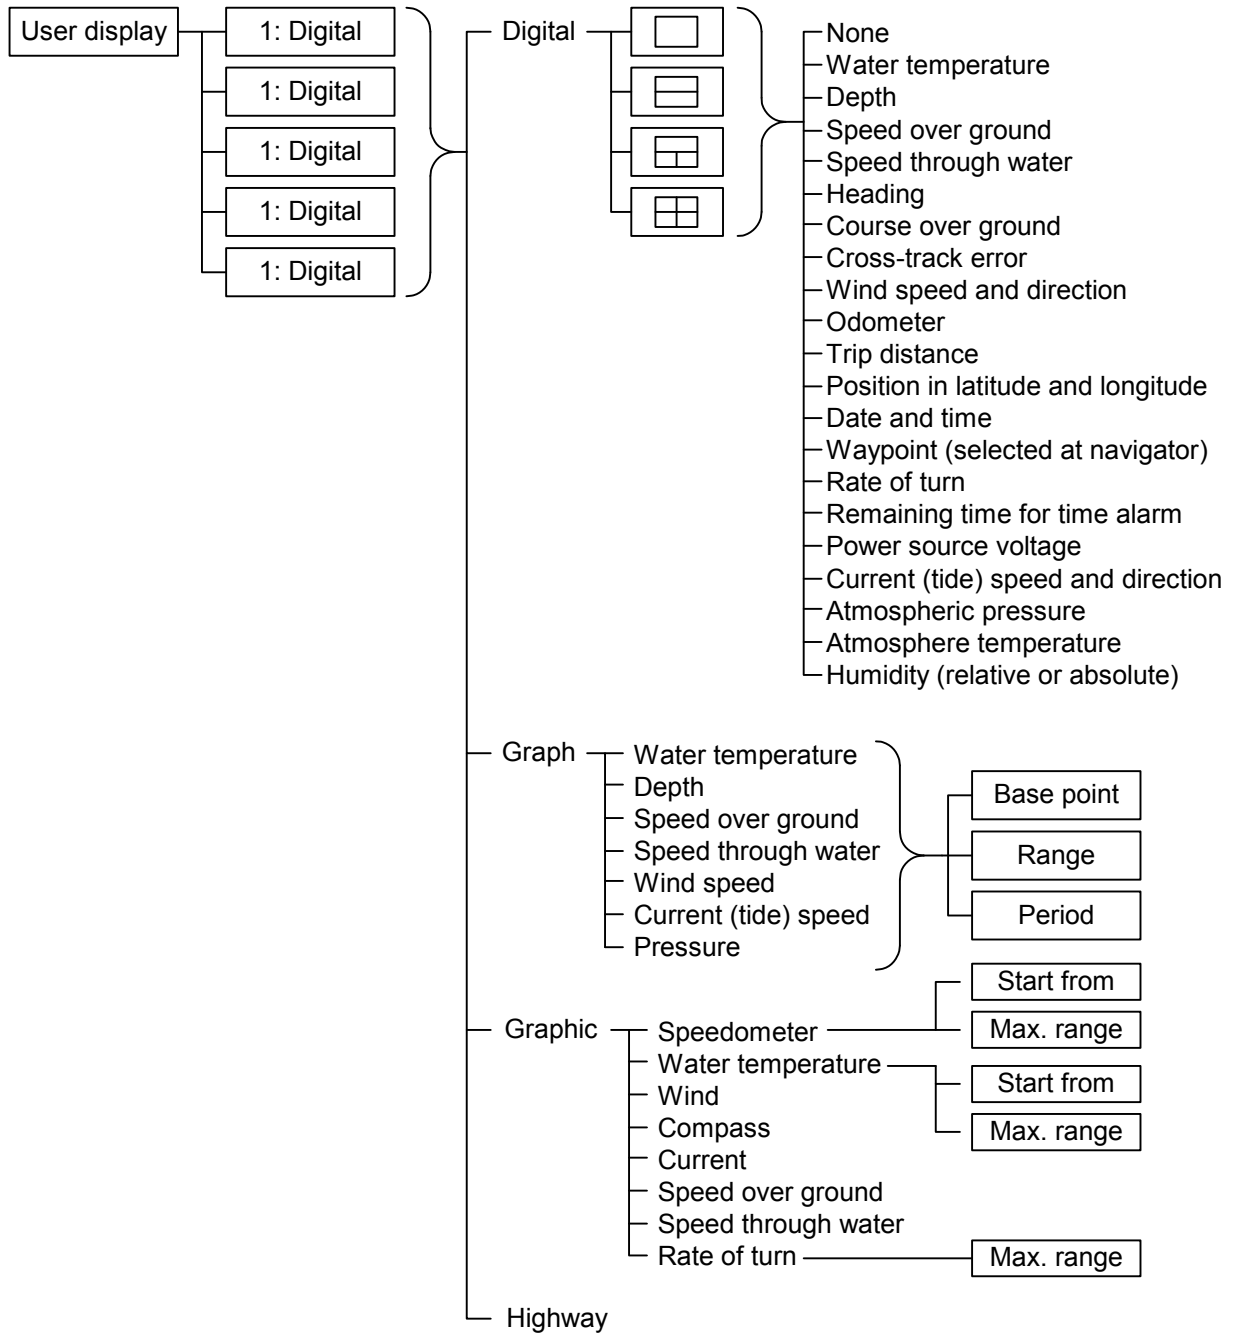 User display
1: Digital
1: Digital
1: Digital
1: Digital
1: Digital
Digital
None
Water temperature
Depth
Speed over ground
Speed through water
Heading
Course over ground
Cross-track error
Wind speed and direction
Odometer
Trip distance
Position in latitude and longitude
Date and time
Waypoint (selected at navigator)
Rate of turn
Remaining time for time alarm
Power source voltage
Current (tide) speed and direction
Atmospheric pressure
Atmosphere temperature
Humidity (relative or absolute)
Graph
Water temperature
Depth
Speed over ground
Speed through water
Wind speed
Current (tide) speed
Pressure
Base point
Range
Period
Graphic
Speedometer
Water temperature
Wind
Compass
Current
Speed over ground
Speed through water
Rate of turn
Start from
Max. range
Start from
Max. range
Max. range
Highway